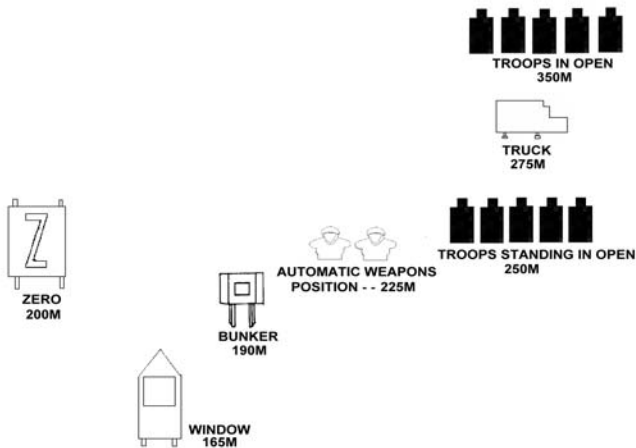 TROOPS IN OPEN
350M
TRUCK
275M
TROOPS STANDING IN OPEN
250M
AUTOMATIC WEAPONS
POSITION - - 225M
Z
ZERO
200M
BUNKER
190M
WINDOW
165M